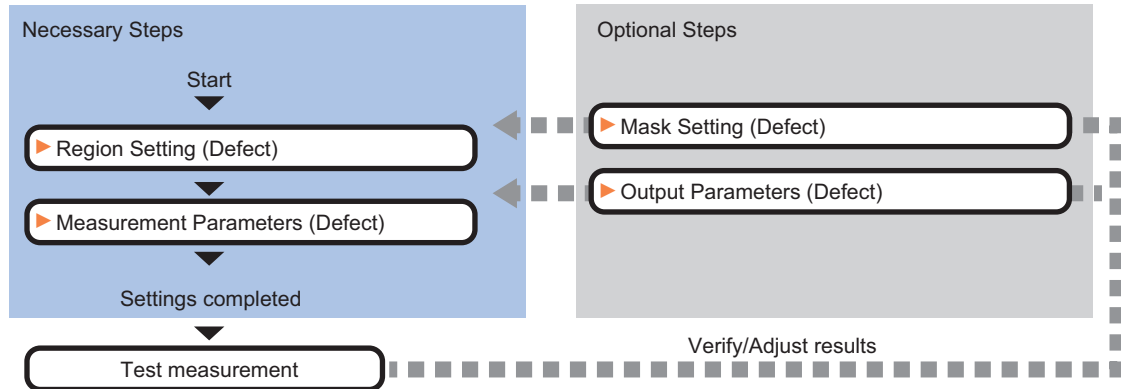 Necessary Steps
Start
Region Setting (Defect)
Measurement Parameters (Defect)
Settings completed
Test measurement
Optional Steps
Mask Setting (Defect)
Output Parameters (Defect)
Verify/Adjust results